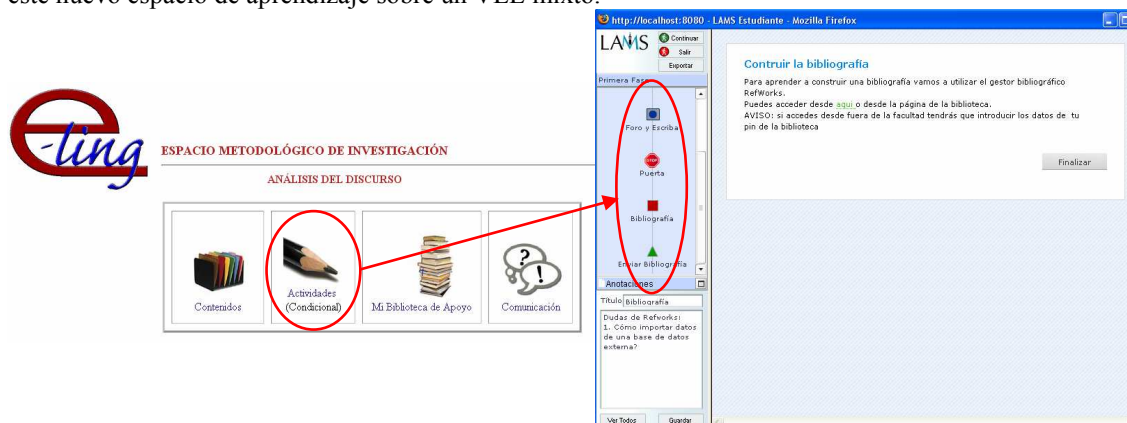 este nuevo espacio de aprendizaje sobre un VLE mixto.
e-ling
ESPACIO METODOLÓGICO DE INVESTIGACIÓN
ANÁLISIS DEL DISCURSO
Contenidos
Actividades
(Condicional)
Mi Biblioteca de Apoyo
Comunicación
http://localhost:8080 - LAMS Estudiante - Mozilla Firefox
LAMS
Continuar
Salir
Exportar
Primera Fase
Foro y Escriba
STOP
Puerta
Bibliografía
Enviar Bibliografía
Anotaciones
Título Bibliografía
Dudas de Refworks:
1. Cómo importar datos
de una base de datos
externa?
Ver Todos
Guardar
Contruir la bibliografía
Para aprender a construir una bibliografía vamos a utilizar el gestor bibliográfico
RefWorks.
Puedes acceder desde aqui o desde la página de la biblioteca.
AVISO: si accedes desde fuera de la facultad tendrás que introducir los datos de tu
pin de la biblioteca
Finalizar